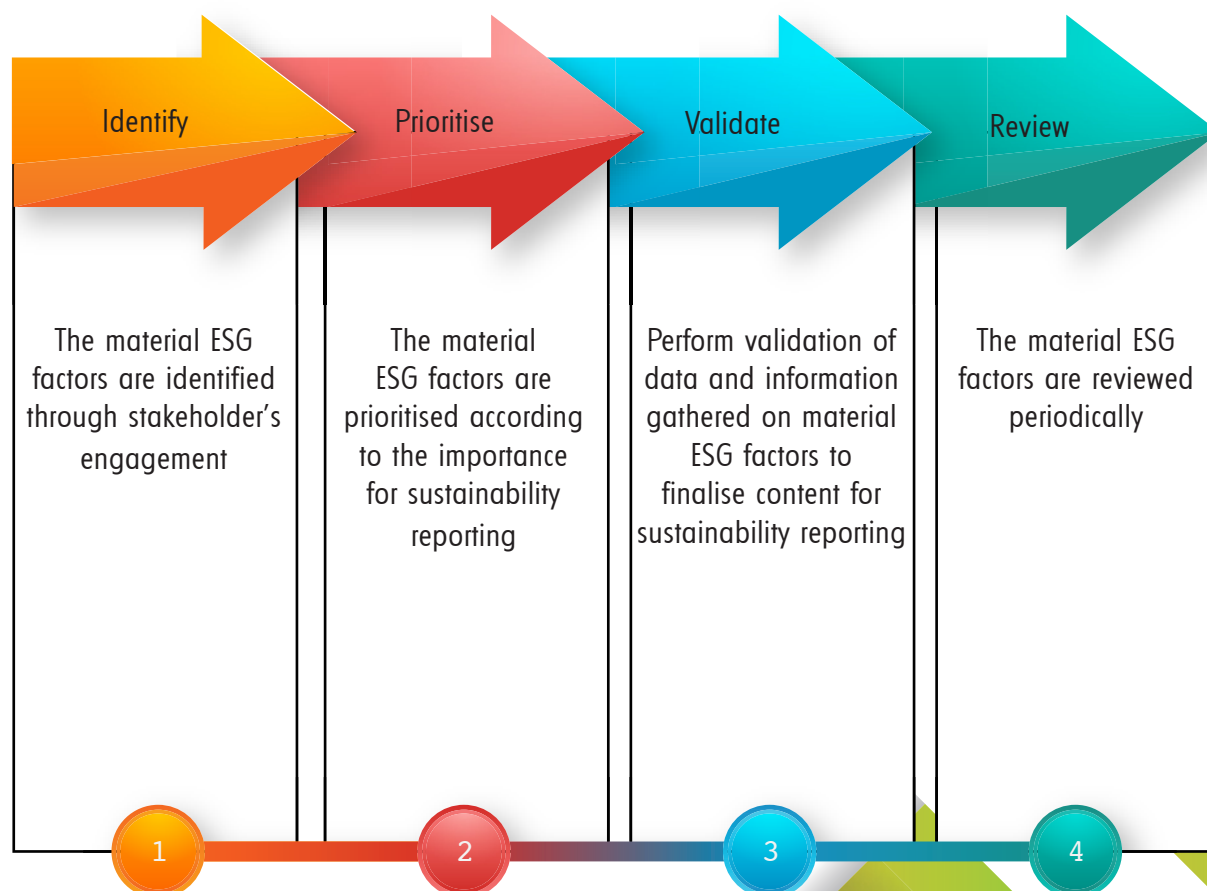 Identify
Prioritise
Validate
Review
The material ESG
factors are identified
through stakeholder's
engagement
The material
ESG factors are
prioritised according
to the importance
for sustainability
reporting
Perform validation of
data and information
gathered on material
ESG factors to
finalise content for
sustainability reporting
The material ESG
factors are reviewed
periodically
1
2
3
4